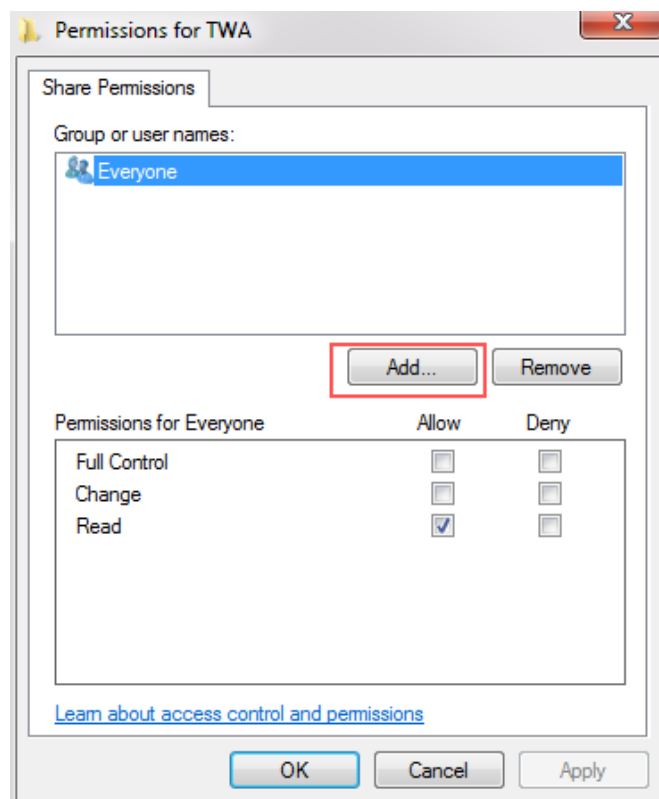 Permissions for TWA
Share Permissions
Group or user names:
Everyone
Add...
Remove
Permissions for Everyone
Allow
Deny
Full Control
Change
Read
Learn about access control and permissions
OK
Cancel
Apply